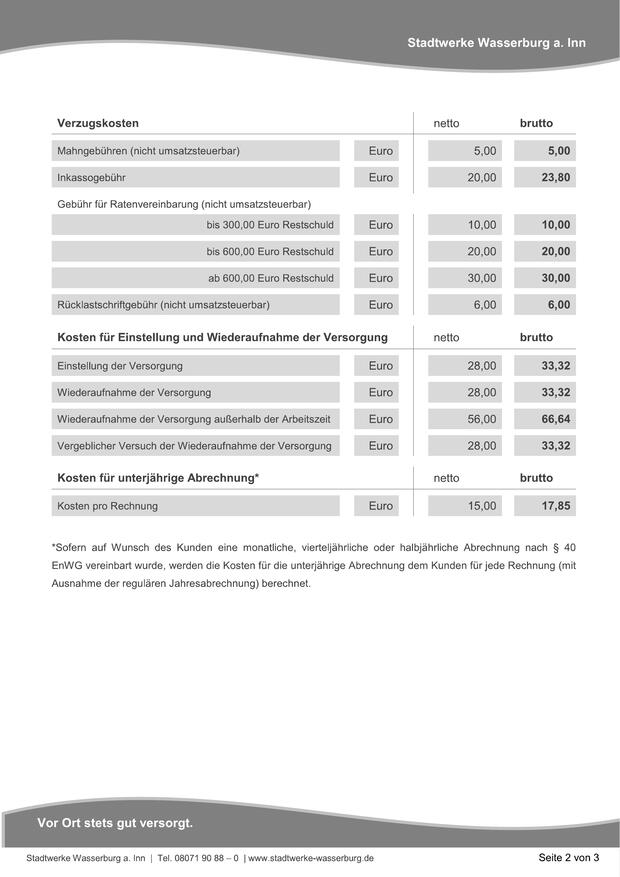 Stadtwerke Wasserburg a. Inn
Verzugskosten netto brutto
Mahngebühren (nicht umsatzsteuerbar) Euro 5,00 5,00
Inkassogebühr Euro 20,00 23,80
Gebühr für Ratenvereinbarung (nicht umsatzsteuerbar)
bis 300,00 Euro Restschuld Euro 10,00 10,00
bis 600,00 Euro Restschuld Euro 20,00 20,00
ab 600,00 Euro Restschuld Euro 30,00 30,00
Rücklastschriftgebühr (nicht umsatzsteuerbar) Euro 6,00 6,00
Kosten für Einstellung und Wiederaufnahme der Versorgung netto brutto
Einstellung der Versorgung Euro 28,00 33,32
Wiederaufnahme der Versorgung Euro 28,00 33,32
Wiederaufnahme der Versorgung außerhalb der Arbeitszeit Euro 56,00 66,64
Vergeblicher Versuch der Wiederaufnahme der Versorgung Euro 28,00 33,32
Kosten für unterjährige Abrechnung* netto brutto
Kosten pro Rechnung Euro 15,00 17,85
*Sofern auf Wunsch des Kunden eine monatliche, vierteljährliche oder halbjährliche Abrechnung nach § 40
EnWG vereinbart wurde, werden die Kosten für die unterjährige Abrechnung dem Kunden für jede Rechnung (mit
Ausnahme der regulären Jahresabrechnung) berechnet.
Vor Ort stets gut versorgt.
Stadtwerke Wasserburg a. Inn | Tel. 08071 90 88 – 0 | www.stadtwerke-wasserburg.de Seite 2 von 3